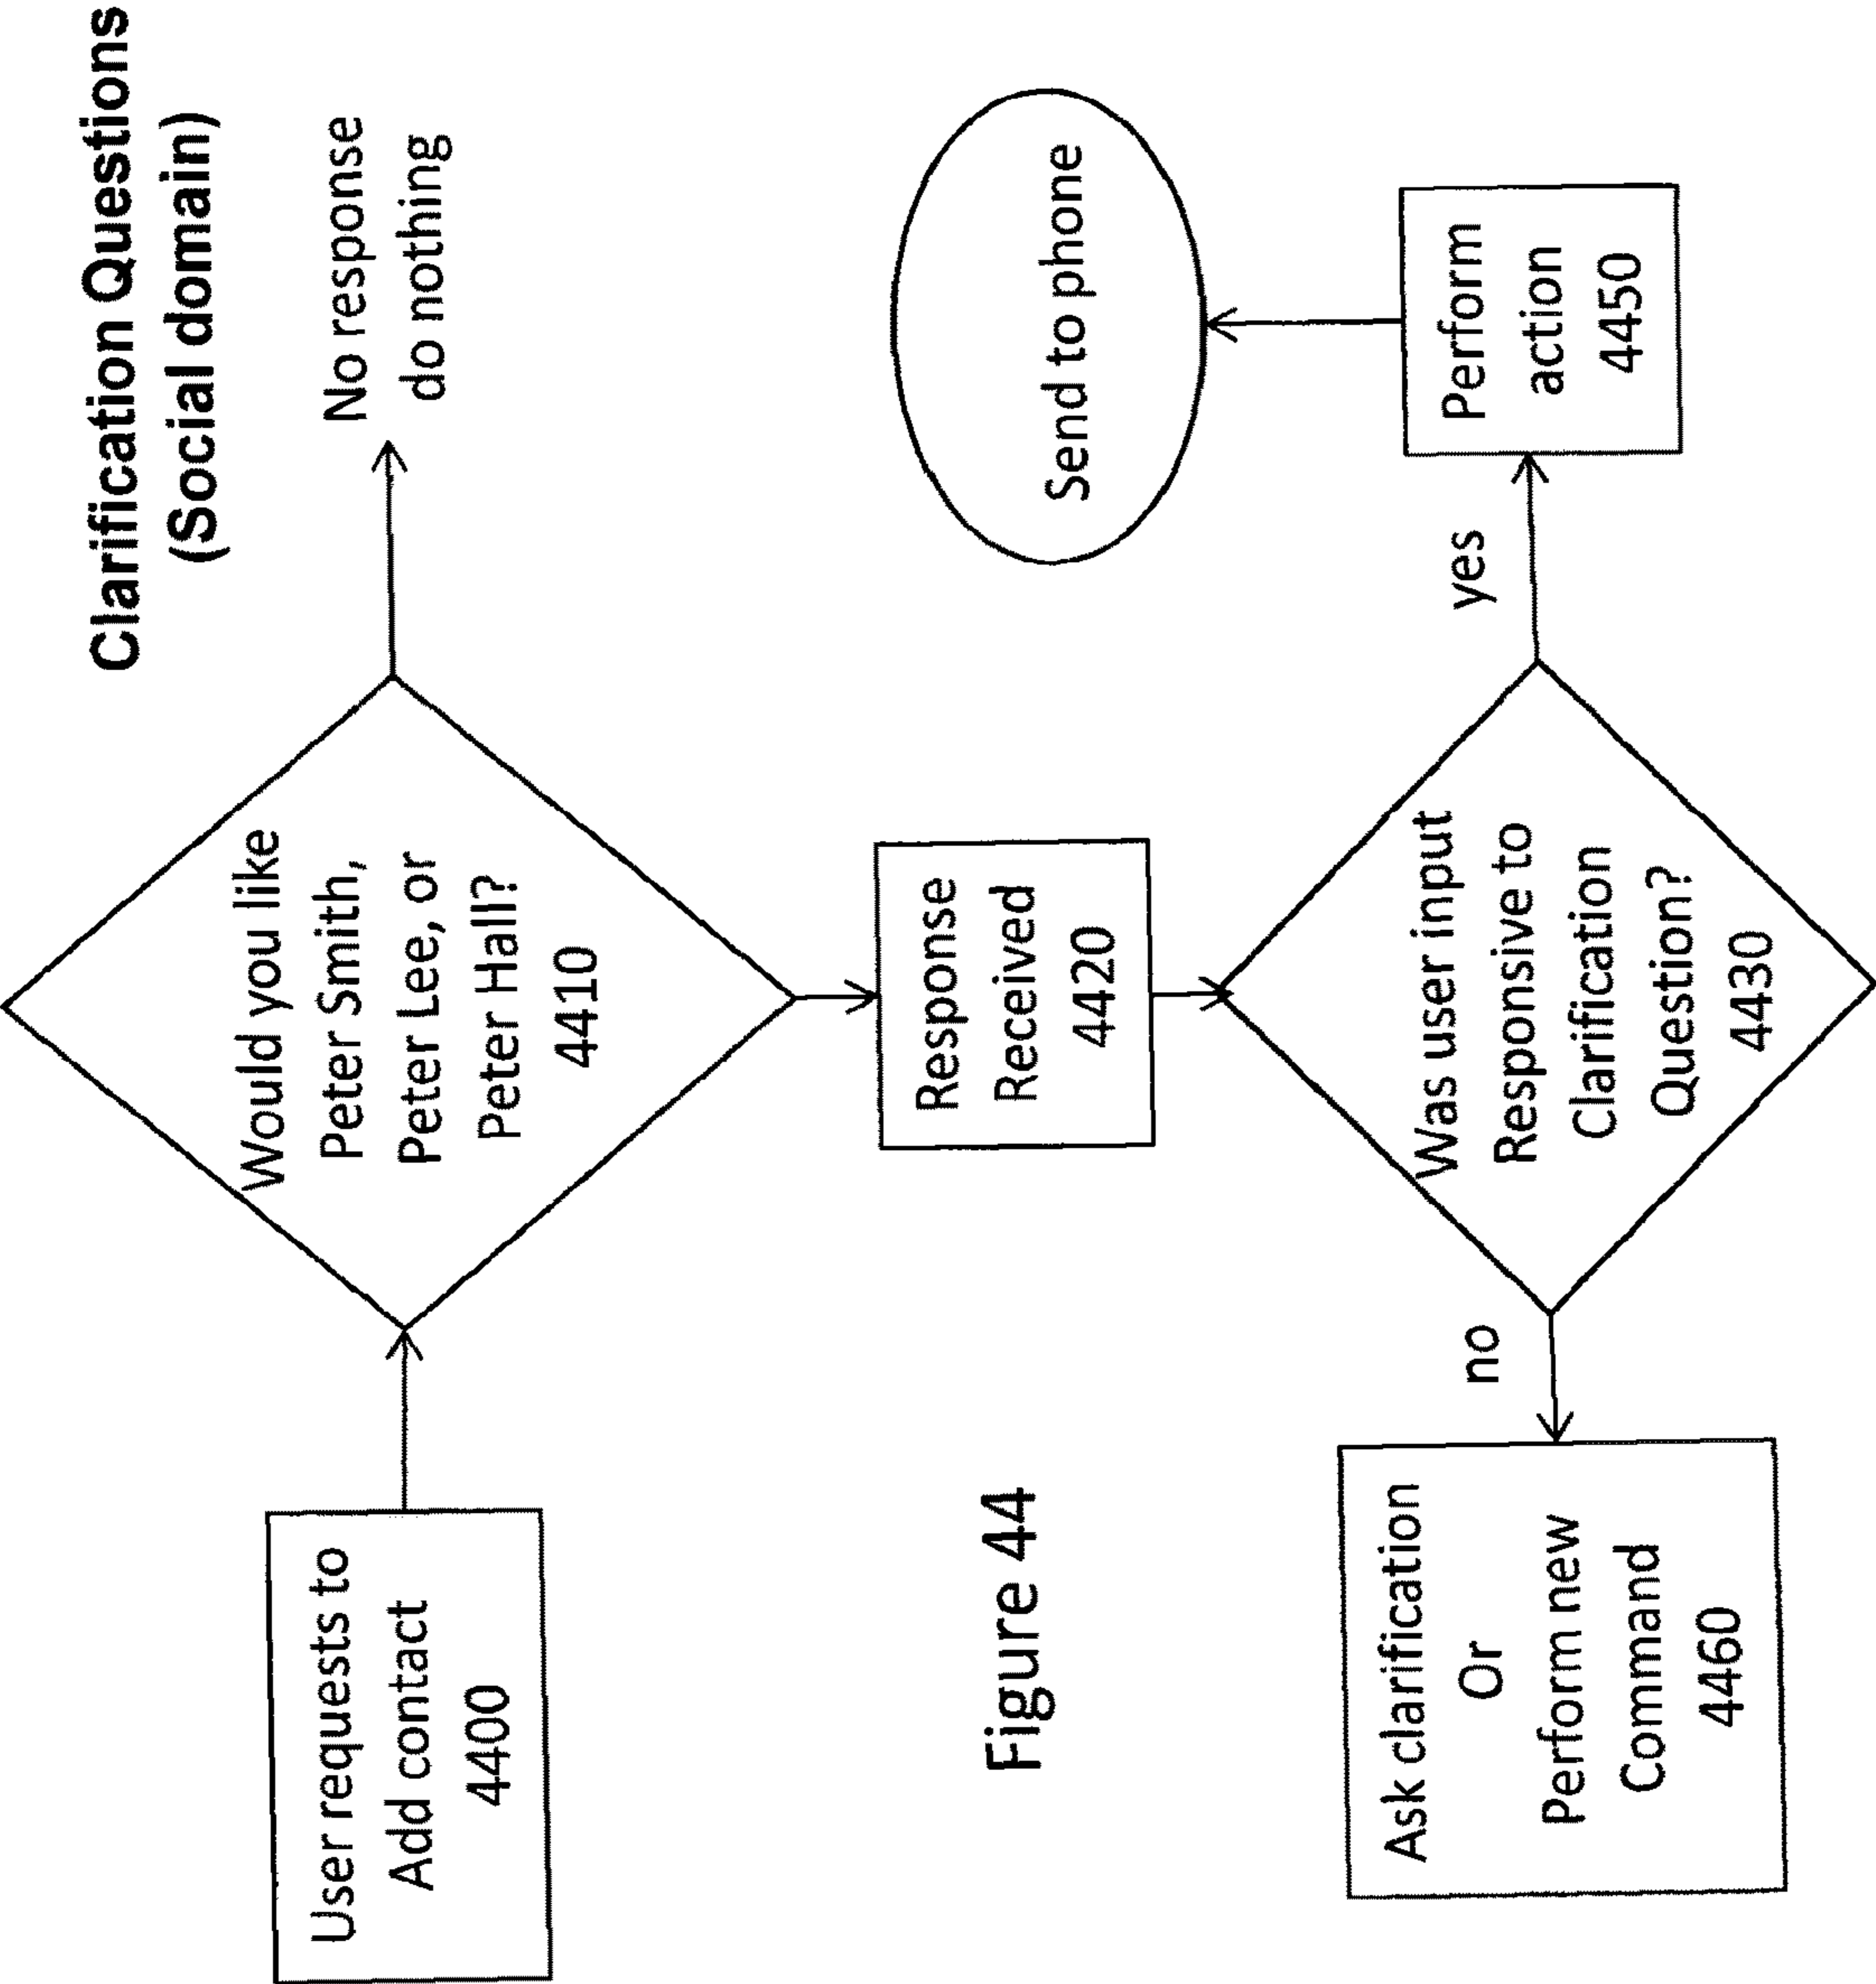 Clarification Questions
(Social domain)
User requests to
Add contact
4400
Would you like
Peter Smith,
Peter Lee, or
Peter Hall?
4410
No response
do nothing
Response
Received
4420
Figure 44
Send to phone
Ask clarification
Or
Perform new
Command
4460
no
Was user input
Responsive to
Clarification
Question?
4430
yes
Perform
action
4450